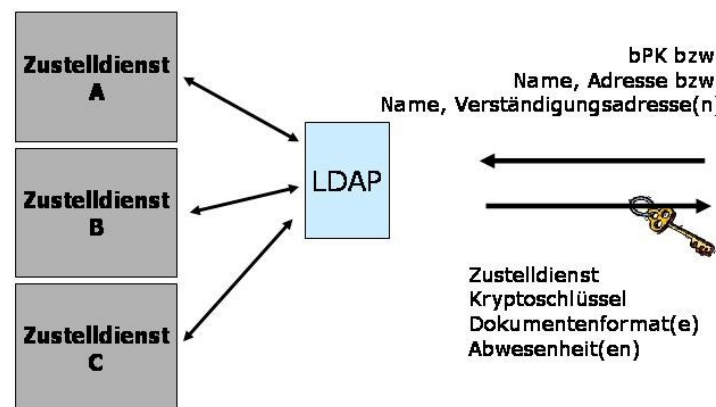 Zustelldienst
A
Zustelldienst
B
Zustelldienst
C
LDAP
bPK bzw
Name, Adresse bzw
Name, Verständigungsadresse(n)
Zustelldienst
Kryptoschlüssel
Dokumentenformat(e)
Abwesenheit(en)